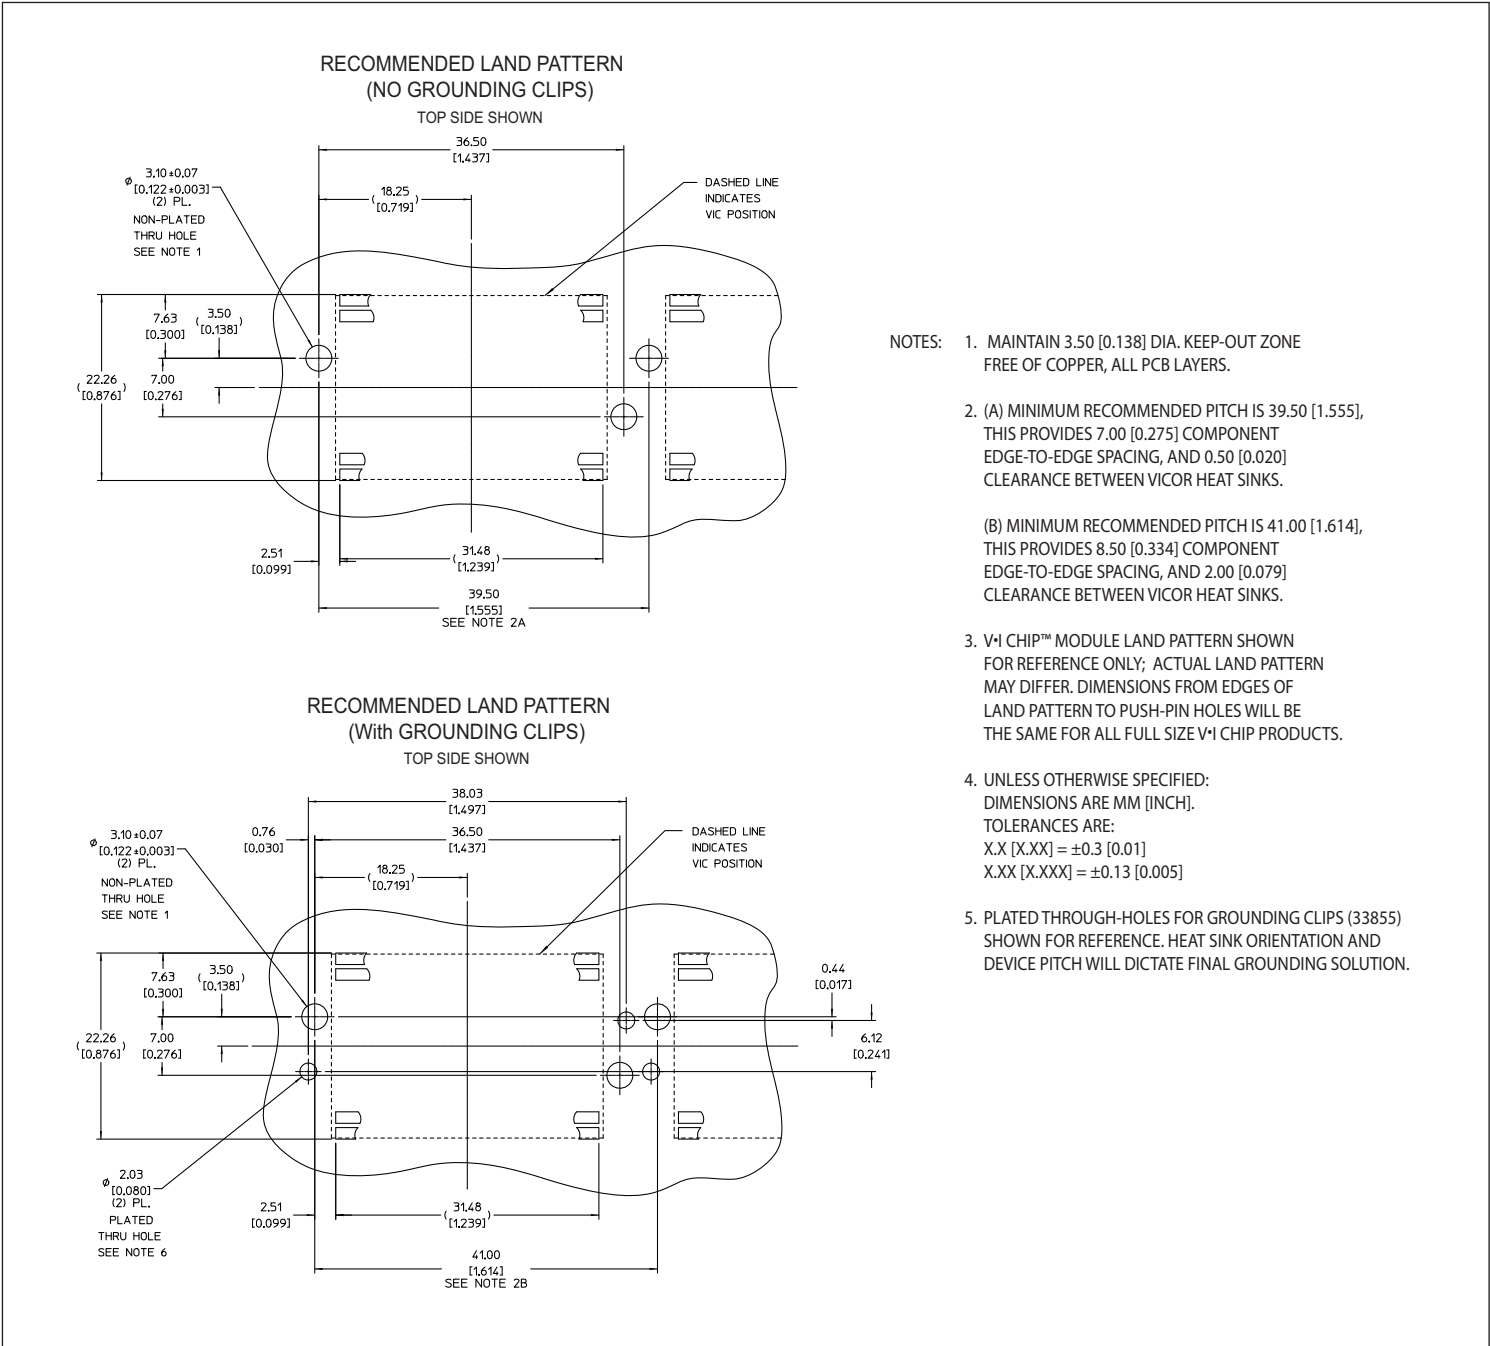 RECOMMENDED LAND PATTERN
(NO GROUNDING CLIPS)
TOP SIDE SHOWN
36.50
[1.437]
ø 3.10±0.07
[0.122±0.003]
(2) PL.
NON-PLATED
THRU HOLE
SEE NOTE 1
( 18.25
[0.719] )
DASHED LINE
INDICATES
VIC POSITION
7.63
[0.300]
( 3.50
[0.138] )
( 22.26
[0.876] )
7.00
[0.276]
2.51
[0.099]
( 31.48
[1.239] )
39.50
[1.555]
SEE NOTE 2A
RECOMMENDED LAND PATTERN
(With GROUNDING CLIPS)
TOP SIDE SHOWN
38.03
[1.497]
ø 3.10±0.07
[0.122±0.003]
(2) PL.
NON-PLATED
THRU HOLE
SEE NOTE 1
0.76
[0.030]
36.50
[1.437]
( 18.25
[0.719] )
DASHED LINE
INDICATES
VIC POSITION
7.63
[0.300]
( 3.50
[0.138] )
0.44
[0.017]
( 22.26
[0.876] )
7.00
[0.276]
6.12
[0.241]
ø 2.03
[0.080]
(2) PL.
PLATED
THRU HOLE
SEE NOTE 6
2.51
[0.099]
( 31.48
[1.239] )
41.00
[1.614]
SEE NOTE 2B
NOTES: 1. MAINTAIN 3.50 [0.138] DIA. KEEP-OUT ZONE
FREE OF COPPER, ALL PCB LAYERS.
2. (A) MINIMUM RECOMMENDED PITCH IS 39.50 [1.555],
THIS PROVIDES 7.00 [0.275] COMPONENT
EDGE-TO-EDGE SPACING, AND 0.50 [0.020]
CLEARANCE BETWEEN VICOR HEAT SINKS.
(B) MINIMUM RECOMMENDED PITCH IS 41.00 [1.614],
THIS PROVIDES 8.50 [0.334] COMPONENT
EDGE-TO-EDGE SPACING, AND 2.00 [0.079]
CLEARANCE BETWEEN VICOR HEAT SINKS.
3. V•I CHIP™ MODULE LAND PATTERN SHOWN
FOR REFERENCE ONLY; ACTUAL LAND PATTERN
MAY DIFFER. DIMENSIONS FROM EDGES OF
LAND PATTERN TO PUSH-PIN HOLES WILL BE
THE SAME FOR ALL FULL SIZE V•I CHIP PRODUCTS.
4. UNLESS OTHERWISE SPECIFIED:
DIMENSIONS ARE MM [INCH].
TOLERANCES ARE:
X.X [X.XX] = ±0.3 [0.01]
X.XX [X.XXX] = ±0.13 [0.005]
5. PLATED THROUGH-HOLES FOR GROUNDING CLIPS (33855)
SHOWN FOR REFERENCE. HEAT SINK ORIENTATION AND
DEVICE PITCH WILL DICTATE FINAL GROUNDING SOLUTION.